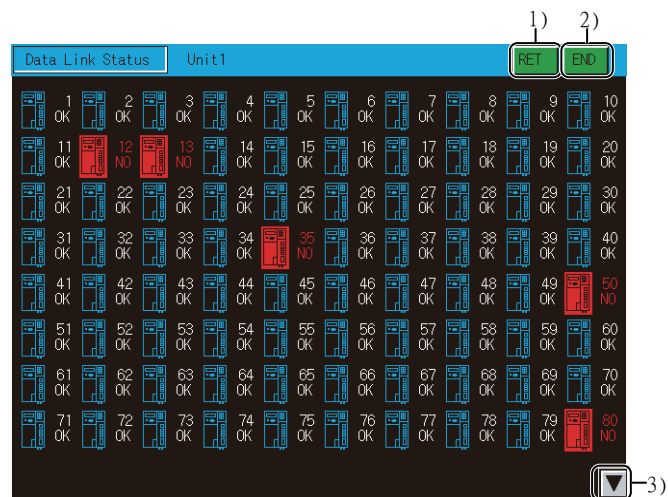 1) 2)
Data Link Status Unit1 RET END
1 2 3 4 5 6 7 8 9 10
OK OK OK OK OK OK OK OK OK OK
11 12 13 14 15 16 17 18 19 20
OK NO NO OK OK OK OK OK OK OK
21 22 23 24 25 26 27 28 29 30
OK OK OK OK OK OK OK OK OK OK
31 32 33 34 35 36 37 38 39 40
OK OK OK OK NO OK OK OK OK OK
41 42 43 44 45 46 47 48 49 50
OK OK OK OK OK OK OK OK OK NO
51 52 53 54 55 56 57 58 59 60
OK OK OK OK OK OK OK OK OK OK
61 62 63 64 65 66 67 68 69 70
OK OK OK OK OK OK OK OK OK OK
71 72 73 74 75 76 77 78 79 80
OK OK OK OK OK OK OK OK OK NO
3)